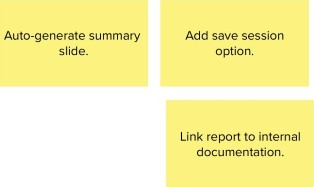 Auto-generate summary
slide.
Add save session
option.
Link report to internal
documentation.